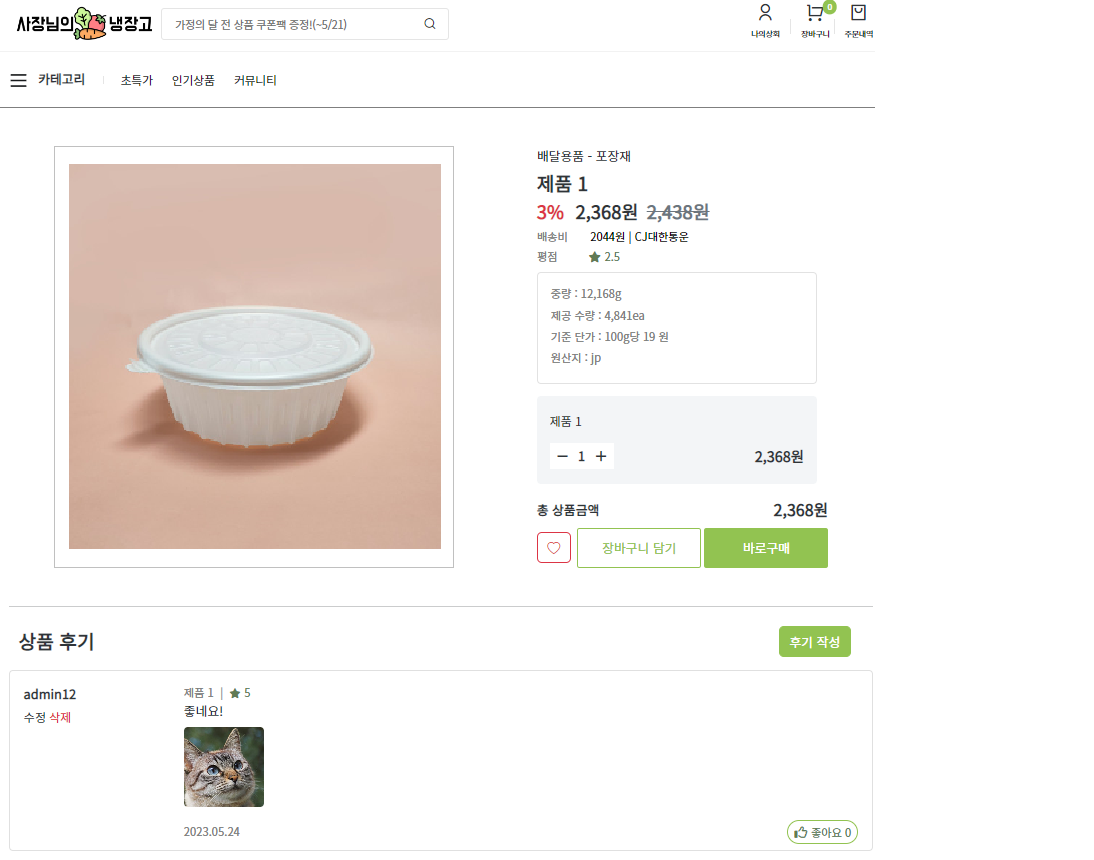 사장님의 냉장고
가정의 달 전 상품 쿠폰팩 증정!(~5/21)
0
나의상회 장바구니 주문내역
카테고리 초특가 인기상품 커뮤니티
배달용품 - 포장재
제품 1
3% 2,368원 2,438원
배송비 2044원 | CJ대한통운
평점 ★ 2.5
중량 : 12,168g
제공 수량 : 4,841ea
기준 단가 : 100g당 19 원
원산지 : jp
제품 1
− 1 + 2,368원
총 상품금액 2,368원
장바구니 담기 바로구매
상품 후기 후기 작성
admin12 제품 1 | ★ 5
수정 삭제 좋네요!
2023.05.24 좋아요 0